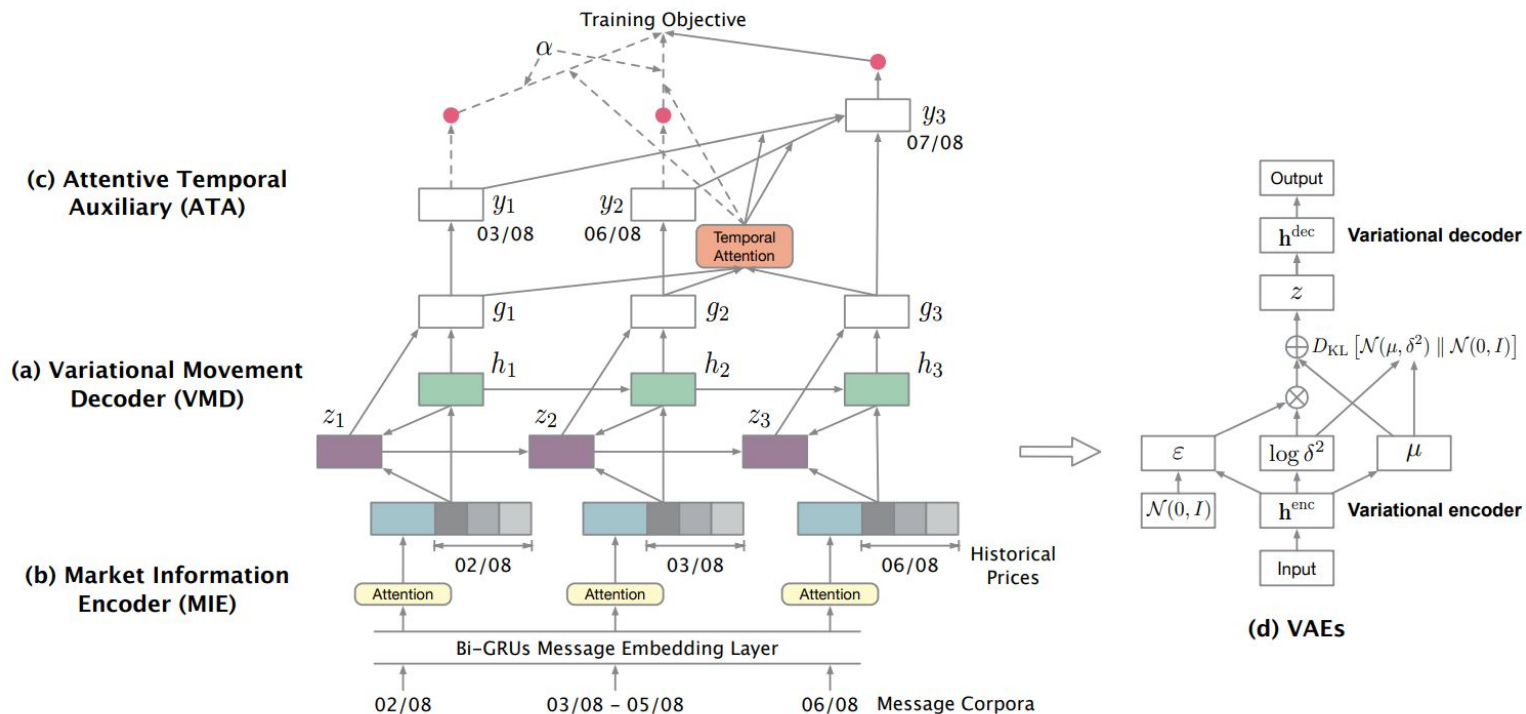 Training Objective
α
y₃
07/08
(c) Attentive Temporal
Auxiliary (ATA)
y₁
03/08
y₂
06/08
Temporal
Attention
g₁
g₂
g₃
(a) Variational Movement
Decoder (VMD)
h₁
h₂
h₃
z₁
z₂
z₃
02/08
03/08
06/08
Historical
Prices
(b) Market Information
Encoder (MIE)
Attention
Attention
Attention
Bi-GRUs Message Embedding Layer
02/08
03/08 – 05/08
06/08
Message Corpora
Output
h^dec
Variational decoder
z
D_KL [N(μ, δ²) ∥ N(0, I)]
ε
log δ²
μ
N(0, I)
h^enc
Variational encoder
Input
(d) VAEs